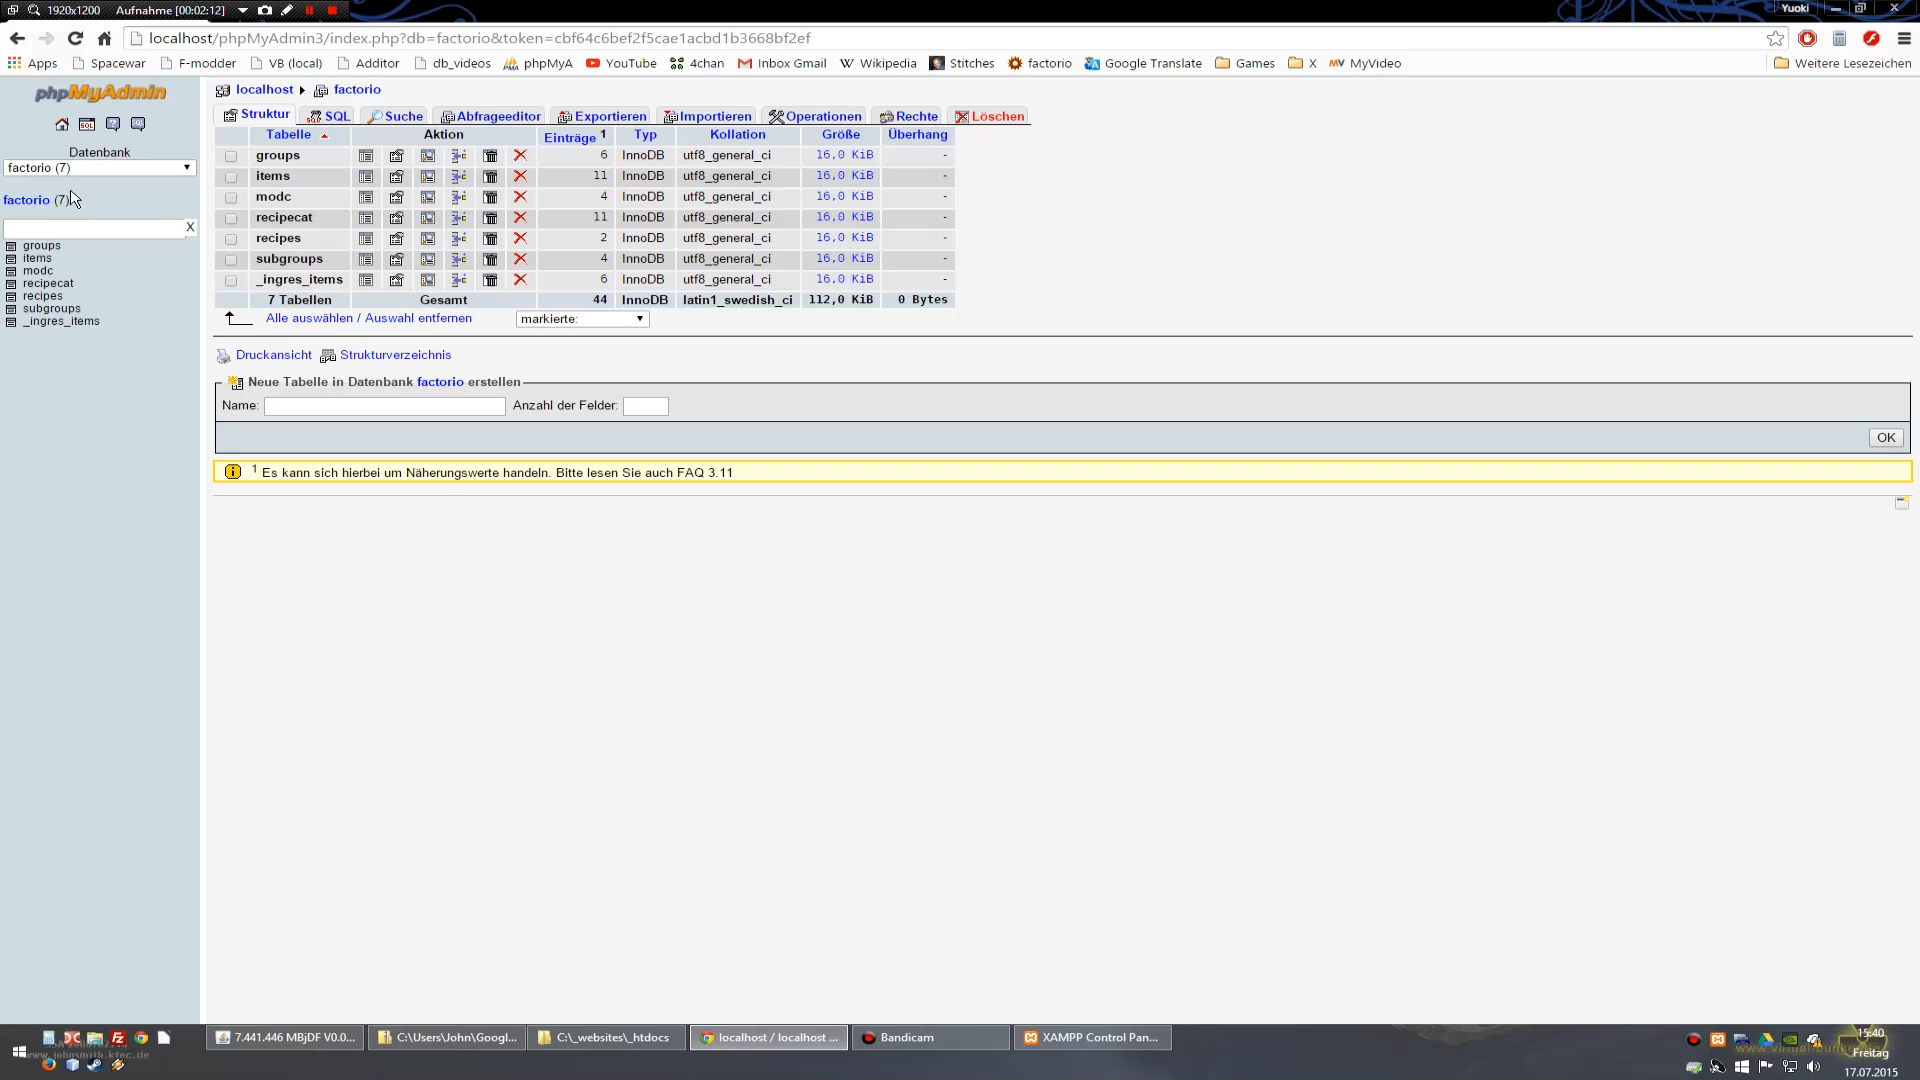 1920x1200 Aufnahme [00:02:12] Yuoki
localhost/phpMyAdmin3/index.php?db=factorio&token=cbf64c6bef2f5cae1acbd1b3668bf2ef
Apps Spacewar F-modder VB (local) Additor db_videos phpMyA YouTube 4chan Inbox Gmail Wikipedia Stitches factorio Google Translate Games X MyVideo Weitere Lesezeichen
phpMyAdmin
Datenbank
factorio (7)
factorio (7)
X
groups
items
modc
recipecat
recipes
subgroups
_ingres_items
localhost factorio
Struktur SQL Suche Abfrageeditor Exportieren Importieren Operationen Rechte Löschen
Tabelle Aktion Einträge 1 Typ Kollation Größe Überhang
groups 6 InnoDB utf8_general_ci 16,0 KiB -
items 11 InnoDB utf8_general_ci 16,0 KiB -
modc 4 InnoDB utf8_general_ci 16,0 KiB -
recipecat 11 InnoDB utf8_general_ci 16,0 KiB -
recipes 2 InnoDB utf8_general_ci 16,0 KiB -
subgroups 4 InnoDB utf8_general_ci 16,0 KiB -
_ingres_items 6 InnoDB utf8_general_ci 16,0 KiB -
7 Tabellen Gesamt 44 InnoDB latin1_swedish_ci 112,0 KiB 0 Bytes
Alle auswählen / Auswahl entfernen markierte:
Druckansicht Strukturverzeichnis
Neue Tabelle in Datenbank factorio erstellen
Name: Anzahl der Felder:
OK
1 Es kann sich hierbei um Näherungswerte handeln. Bitte lesen Sie auch FAQ 3.11
7.441.446 MBjDF V0.0... C:\Users\John\Googl... C:\_websites\_htdocs localhost / localhost ... Bandicam XAMPP Control Pan...
www.johnsmith.ktec.de
15:40
Freitag
17.07.2015